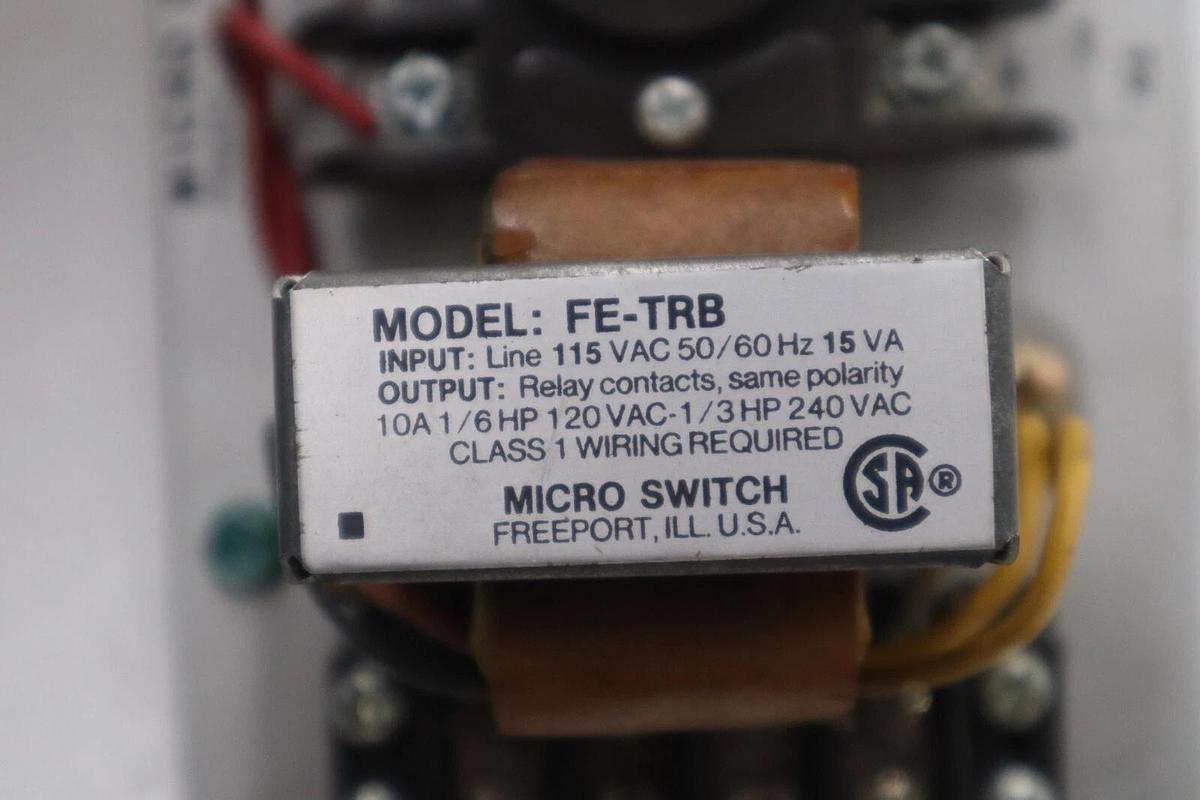 MODEL: FE-TRB
INPUT: Line 115 VAC 50/60 Hz 15 VA
OUTPUT: Relay contacts, same polarity
10A 1/6 HP 120 VAC-1/3 HP 240 VAC
CLASS 1 WIRING REQUIRED
MICRO SWITCH
FREEPORT, ILL. U.S.A.
SA ®